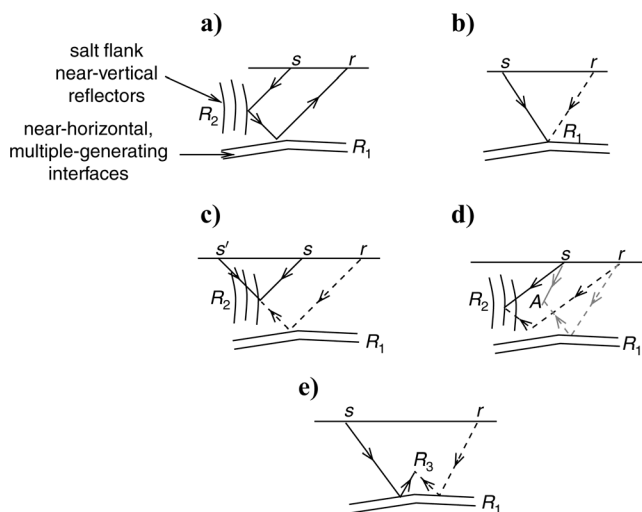 a)
s
r
salt flank
near-vertical
reflectors
R2
near-horizontal,
multiple-generating
interfaces
R1
b)
s
r
R1
c)
s'
s
r
R2
R1
d)
s
r
R2
A
R1
e)
s
r
R3
R1